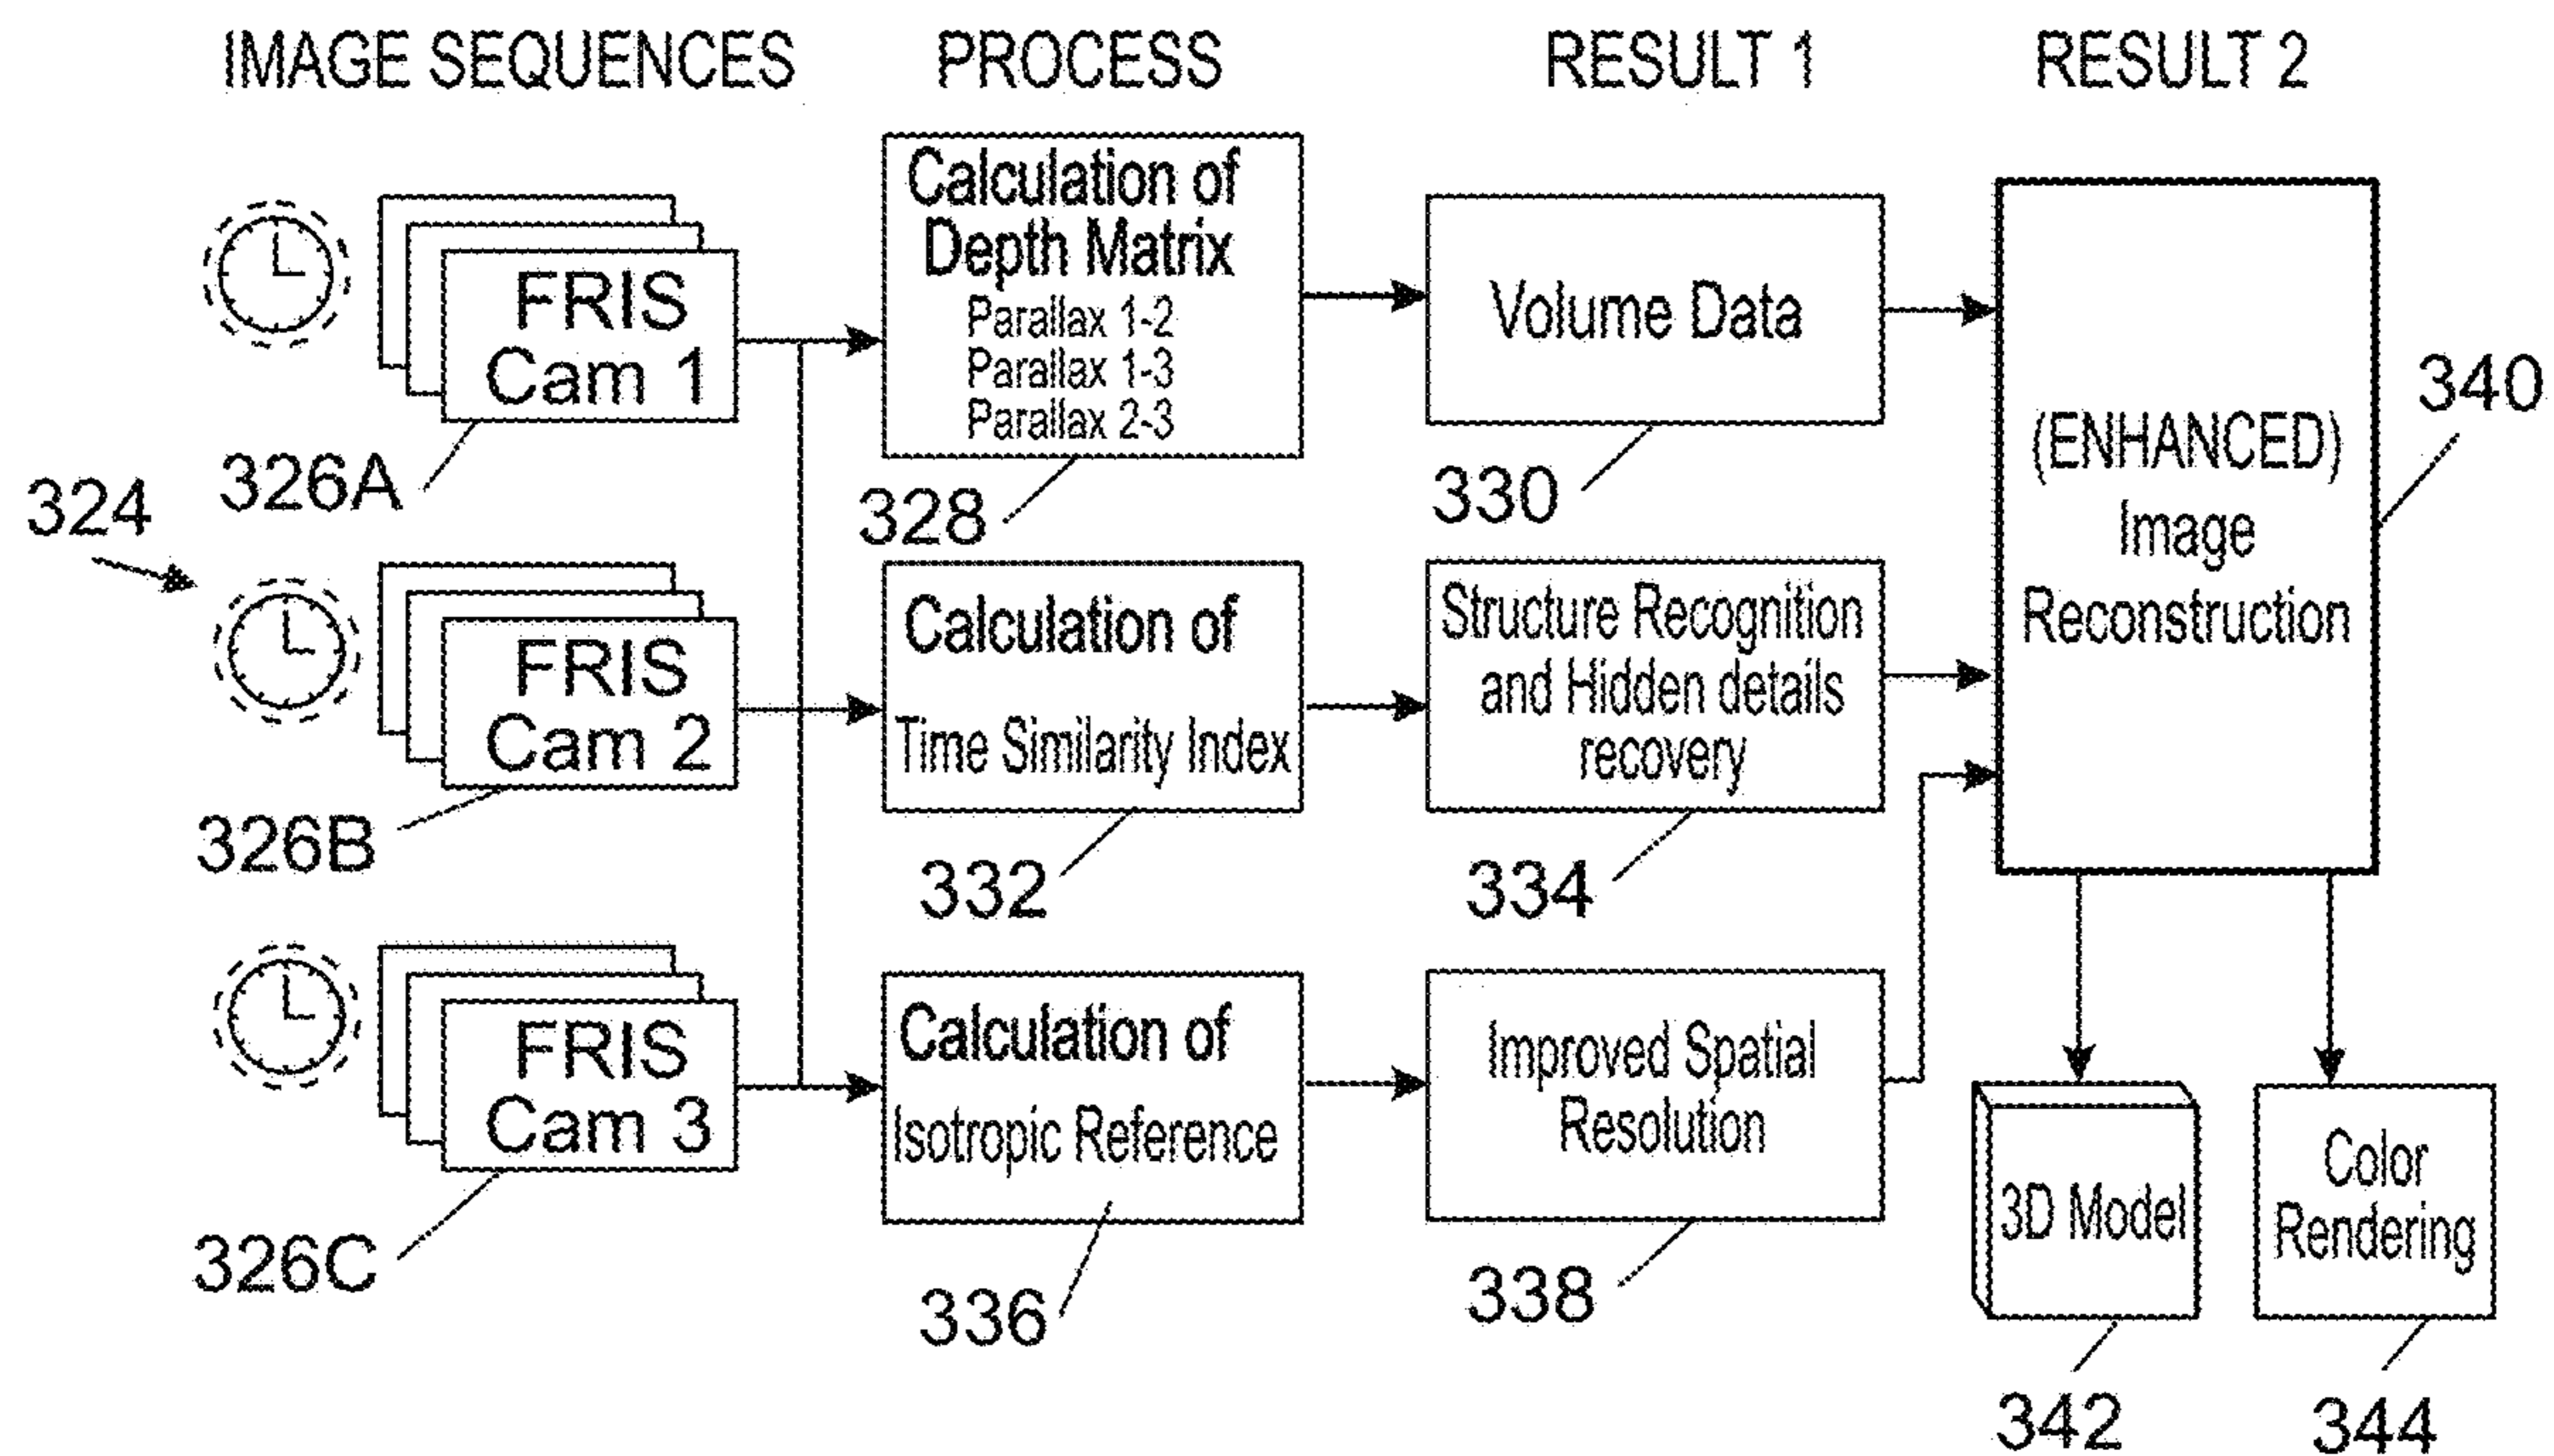 IMAGE SEQUENCES
PROCESS
RESULT 1
RESULT 2
FRIS
Cam 1
326A
324
FRIS
Cam 2
326B
FRIS
Cam 3
326C
Calculation of
Depth Matrix
Parallax 1-2
Parallax 1-3
Parallax 2-3
328
Calculation of
Time Similarity Index
332
Calculation of
Isotropic Reference
336
Volume Data
330
Structure Recognition
and Hidden details
recovery
334
Improved Spatial
Resolution
338
(ENHANCED)
Image
Reconstruction
340
3D Model
342
Color
Rendering
344